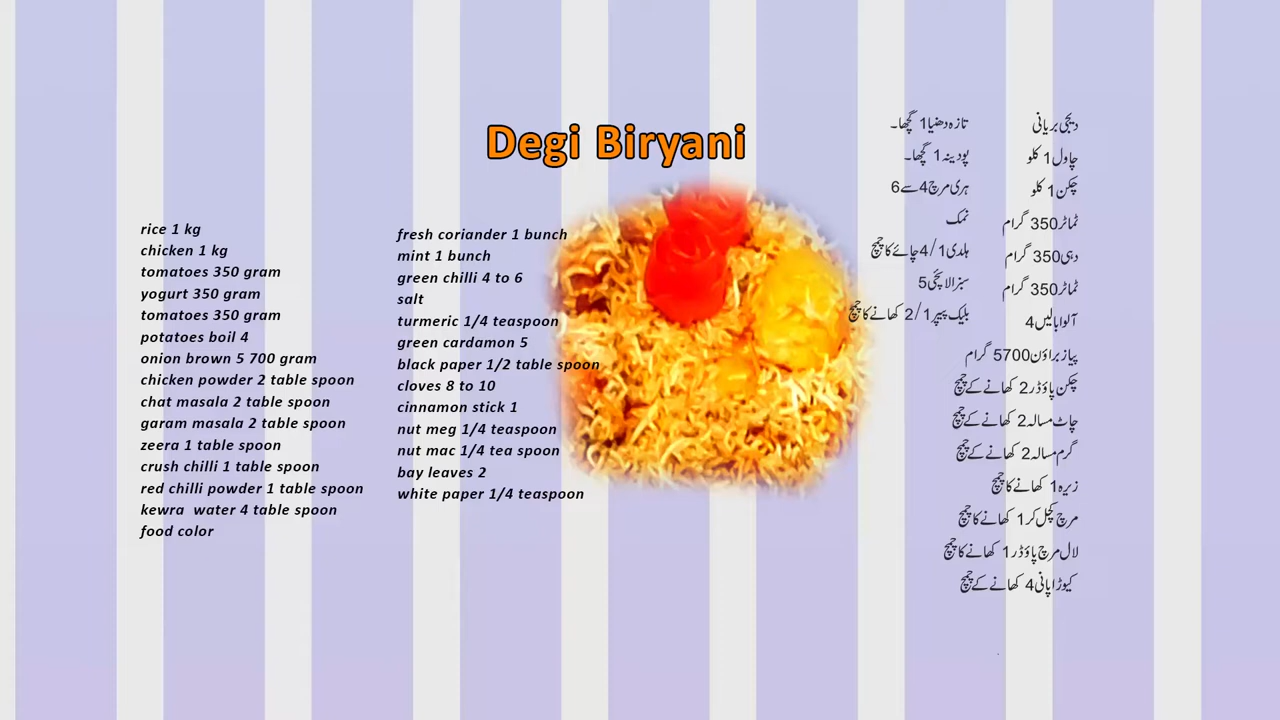 Degi Biryani
rice 1 kg
chicken 1 kg
tomatoes 350 gram
yogurt 350 gram
tomatoes 350 gram
potatoes boil 4
onion brown 5 700 gram
chicken powder 2 table spoon
chat masala 2 table spoon
garam masala 2 table spoon
zeera 1 table spoon
crush chilli 1 table spoon
red chilli powder 1 table spoon
kewra water 4 table spoon
food color
fresh coriander 1 bunch
mint 1 bunch
green chilli 4 to 6
salt
turmeric 1/4 teaspoon
green cardamon 5
black paper 1/2 table spoon
cloves 8 to 10
cinnamon stick 1
nut meg 1/4 teaspoon
nut mac 1/4 tea spoon
bay leaves 2
white paper 1/4 teaspoon
دیجی بریانی
چاول 1 کلو
چکن 1 کلو
ٹماٹر 350 گرام
دہی 350 گرام
ٹماٹر 350 گرام
آلو ابالیں 4
پیاز براؤن 5700 گرام
چکن پاؤڈر 2 کھانے کے چمچ
چاٹ مسالہ 2 کھانے کے چمچ
گرم مسالہ 2 کھانے کے چمچ
زیرہ 1 کھانے کا چمچ
مرچ کچل کر 1 کھانے کا چمچ
لال مرچ پاؤڈر 1 کھانے کا چمچ
کیوڑا پانی 4 کھانے کے چمچ
تازہ دھنیا 1 گچھا۔
پودینہ 1 گچھا۔
ہری مرچ 4 سے 6
نمک
ہلدی 1/4 چائے کا چمچ
سبز الائچی 5
بلیک پیپر 1/2 کھانے کا چمچ